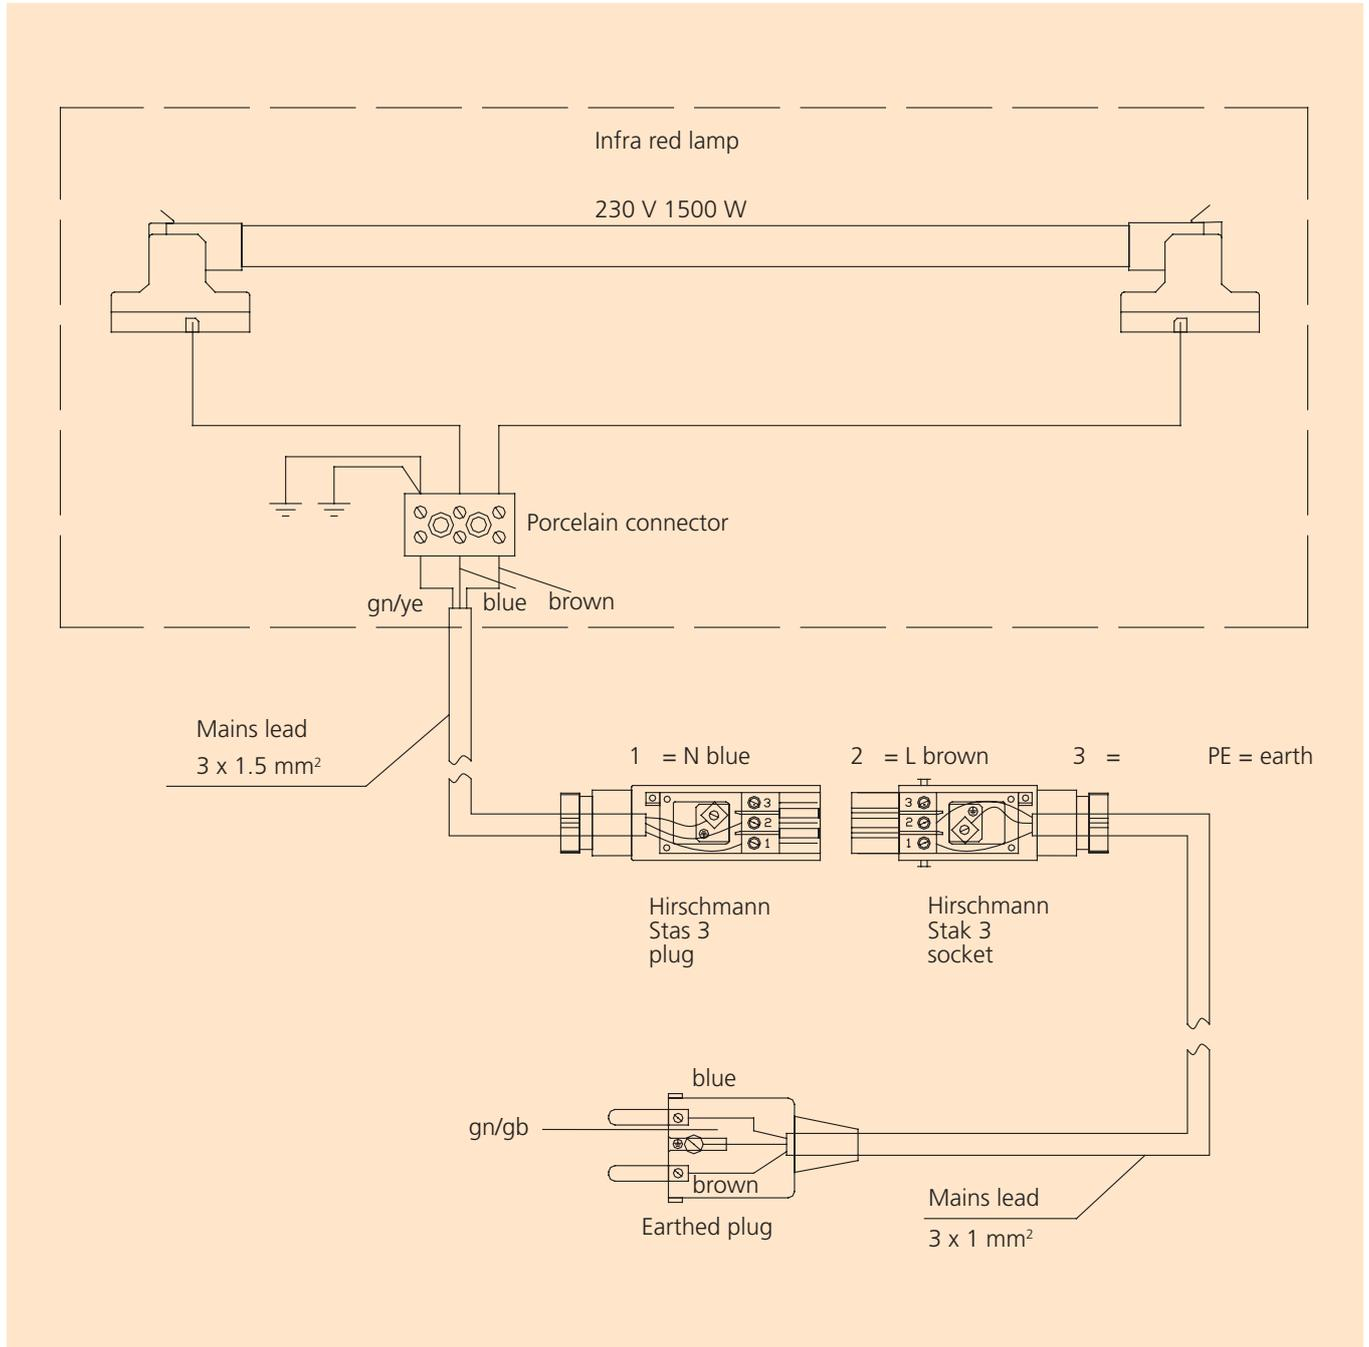 Infra red lamp
230 V 1500 W
Porcelain connector
gn/ye
blue
brown
Mains lead
3 x 1.5 mm²
1 = N blue
2 = L brown
3 =
PE = earth
3
2
1
3
2
1
Hirschmann
Stas 3
plug
Hirschmann
Stak 3
socket
blue
gn/gb
brown
Earthed plug
Mains lead
3 x 1 mm²